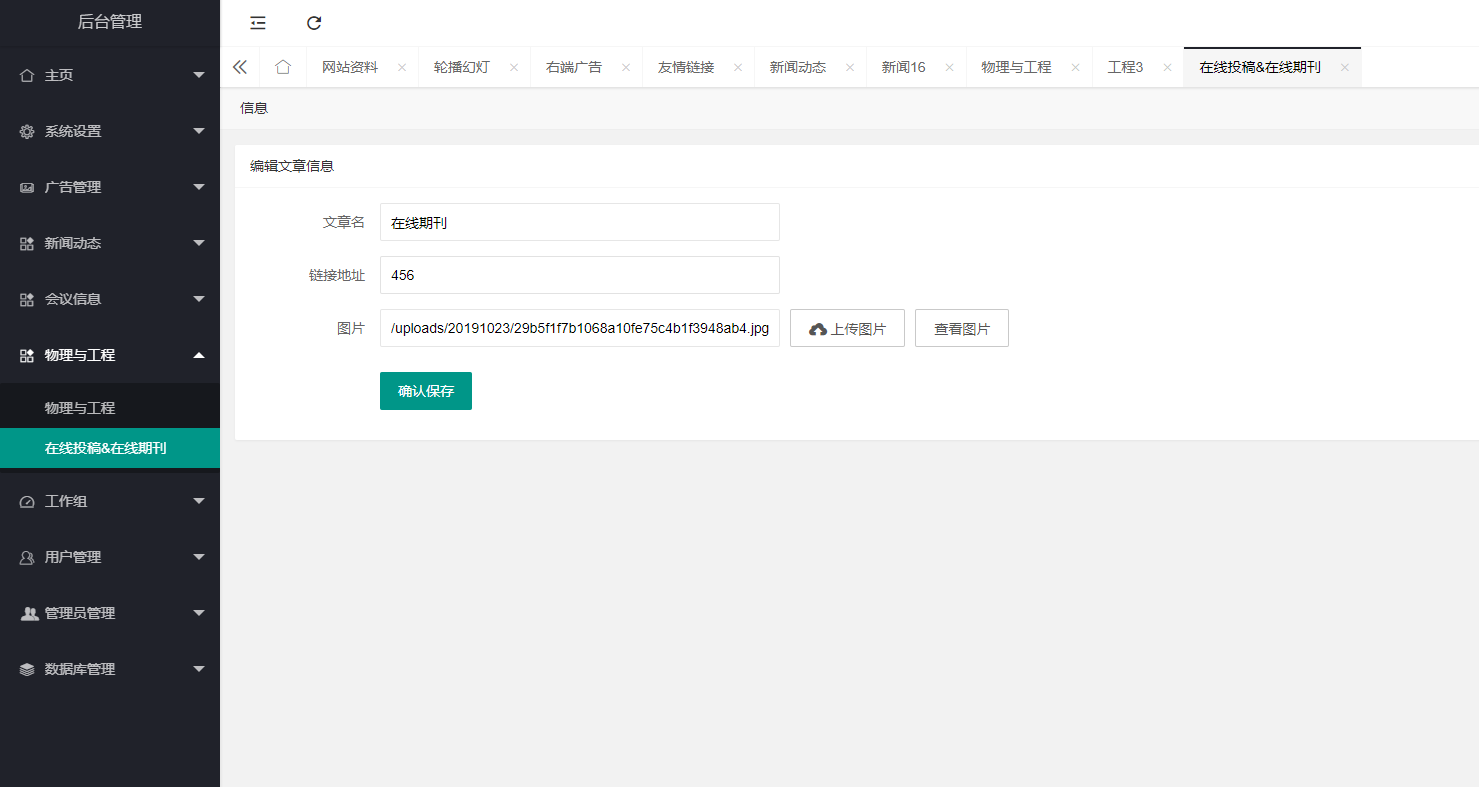 后台管理
主页
系统设置
广告管理
新闻动态
会议信息
物理与工程
物理与工程
在线投稿&在线期刊
工作组
用户管理
管理员管理
数据库管理
网站资料 轮播幻灯 右端广告 友情链接 新闻动态 新闻16 物理与工程 工程3 在线投稿&在线期刊
信息
编辑文章信息
文章名 在线期刊
链接地址 456
图片 /uploads/20191023/29b5f1f7b1068a10fe75c4b1f3948ab4.jpg 上传图片 查看图片
确认保存